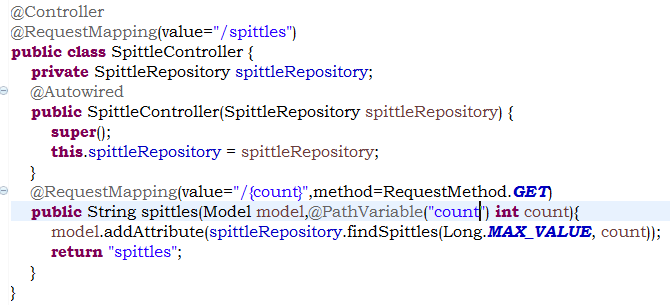 @Controller
@RequestMapping(value="/spittles")
public class SpittleController {
    private SpittleRepository spittleRepository;
    @Autowired
    public SpittleController(SpittleRepository spittleRepository) {
        super();
        this.spittleRepository = spittleRepository;
    }
    @RequestMapping(value="/{count}",method=RequestMethod.GET)
    public String spittles(Model model,@PathVariable("count") int count){
        model.addAttribute(spittleRepository.findSpittles(Long.MAX_VALUE, count));
        return "spittles";
    }
}